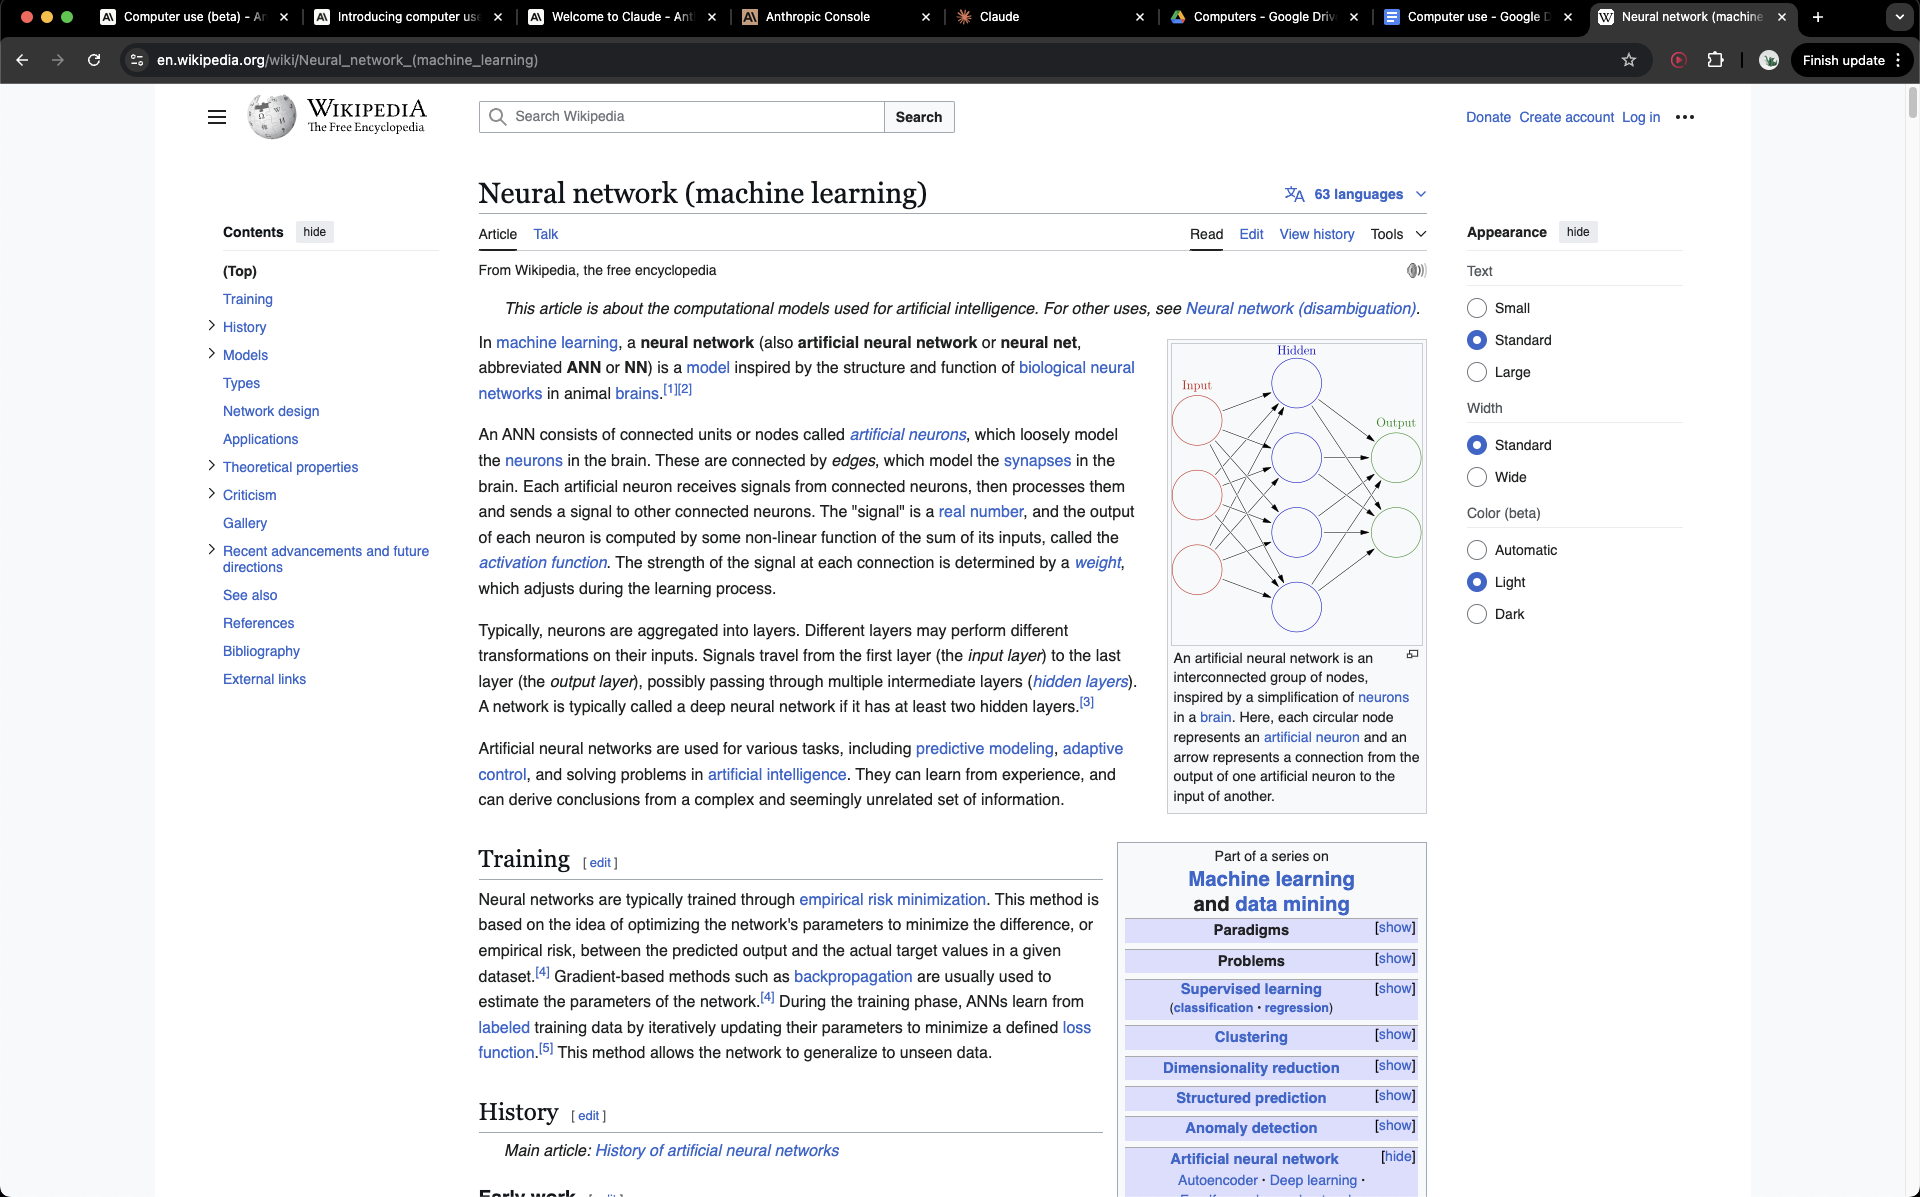 Computer use (beta) - An
Introducing computer use
Welcome to Claude - Ant
Anthropic Console
Claude
Computers - Google Driv
Computer use - Google D
Neural network (machine
en.wikipedia.org/wiki/Neural_network_(machine_learning)
Finish update
WIKIPEDIA
The Free Encyclopedia
Search Wikipedia
Search
Donate
Create account
Log in
Neural network (machine learning)
63 languages
Contents
hide
(Top)
Training
History
Models
Types
Network design
Applications
Theoretical properties
Criticism
Gallery
Recent advancements and future
directions
See also
References
Bibliography
External links
Article
Talk
Read
Edit
View history
Tools
From Wikipedia, the free encyclopedia
This article is about the computational models used for artificial intelligence. For other uses, see Neural network (disambiguation).
In machine learning, a neural network (also artificial neural network or neural net,
abbreviated ANN or NN) is a model inspired by the structure and function of biological neural
networks in animal brains.[1][2]
An ANN consists of connected units or nodes called artificial neurons, which loosely model
the neurons in the brain. These are connected by edges, which model the synapses in the
brain. Each artificial neuron receives signals from connected neurons, then processes them
and sends a signal to other connected neurons. The "signal" is a real number, and the output
of each neuron is computed by some non-linear function of the sum of its inputs, called the
activation function. The strength of the signal at each connection is determined by a weight,
which adjusts during the learning process.
Typically, neurons are aggregated into layers. Different layers may perform different
transformations on their inputs. Signals travel from the first layer (the input layer) to the last
layer (the output layer), possibly passing through multiple intermediate layers (hidden layers).
A network is typically called a deep neural network if it has at least two hidden layers.[3]
Artificial neural networks are used for various tasks, including predictive modeling, adaptive
control, and solving problems in artificial intelligence. They can learn from experience, and
can derive conclusions from a complex and seemingly unrelated set of information.
Hidden
Input
Output
An artificial neural network is an
interconnected group of nodes,
inspired by a simplification of neurons
in a brain. Here, each circular node
represents an artificial neuron and an
arrow represents a connection from the
output of one artificial neuron to the
input of another.
Training [ edit ]
Neural networks are typically trained through empirical risk minimization. This method is
based on the idea of optimizing the network's parameters to minimize the difference, or
empirical risk, between the predicted output and the actual target values in a given
dataset.[4] Gradient-based methods such as backpropagation are usually used to
estimate the parameters of the network.[4] During the training phase, ANNs learn from
labeled training data by iteratively updating their parameters to minimize a defined loss
function.[5] This method allows the network to generalize to unseen data.
History [ edit ]
Main article: History of artificial neural networks
Early work
Part of a series on
Machine learning
and data mining
Paradigms [show]
Problems [show]
Supervised learning [show]
(classification • regression)
Clustering [show]
Dimensionality reduction [show]
Structured prediction [show]
Anomaly detection [show]
Artificial neural network [hide]
Autoencoder · Deep learning ·
Appearance
hide
Text
Small
Standard
Large
Width
Standard
Wide
Color (beta)
Automatic
Light
Dark